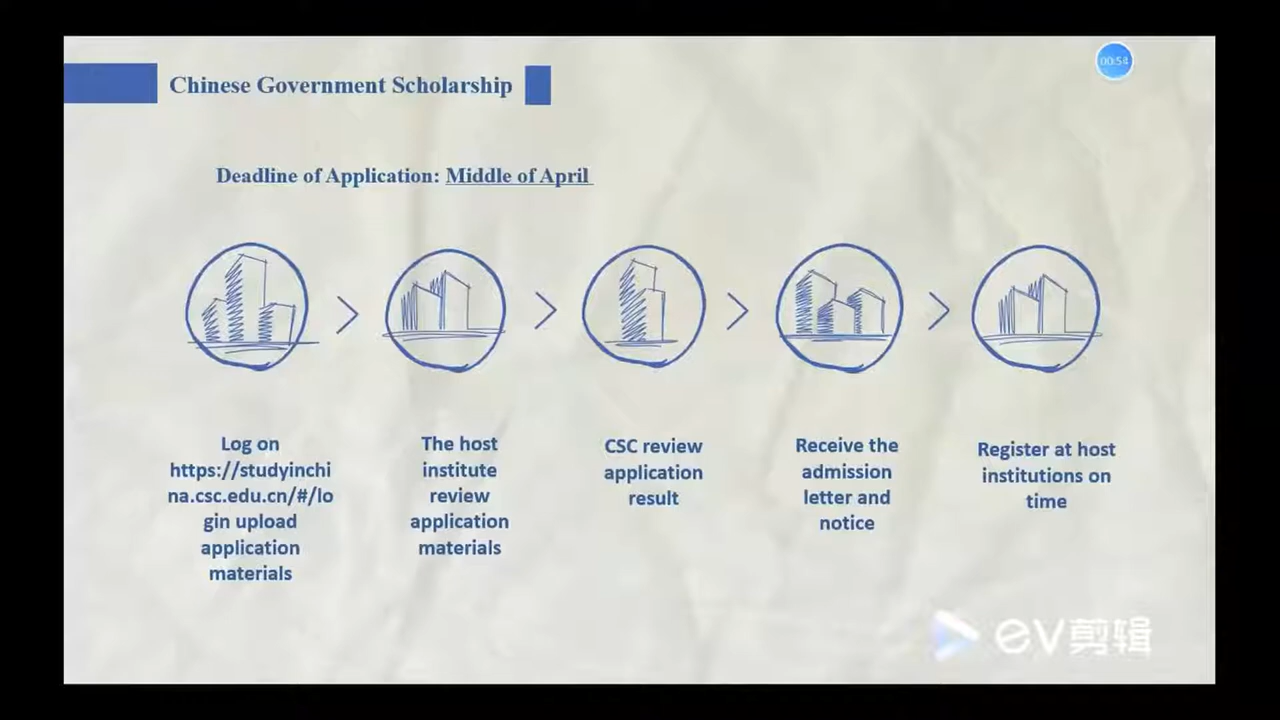 Chinese Government Scholarship
00:54
Deadline of Application: Middle of April
Log on
https://studyinchi
na.csc.edu.cn/#/lo
gin upload
application
materials
The host
institute
review
application
materials
CSC review
application
result
Receive the
admission
letter and
notice
Register at host
institutions on
time
ev剪辑